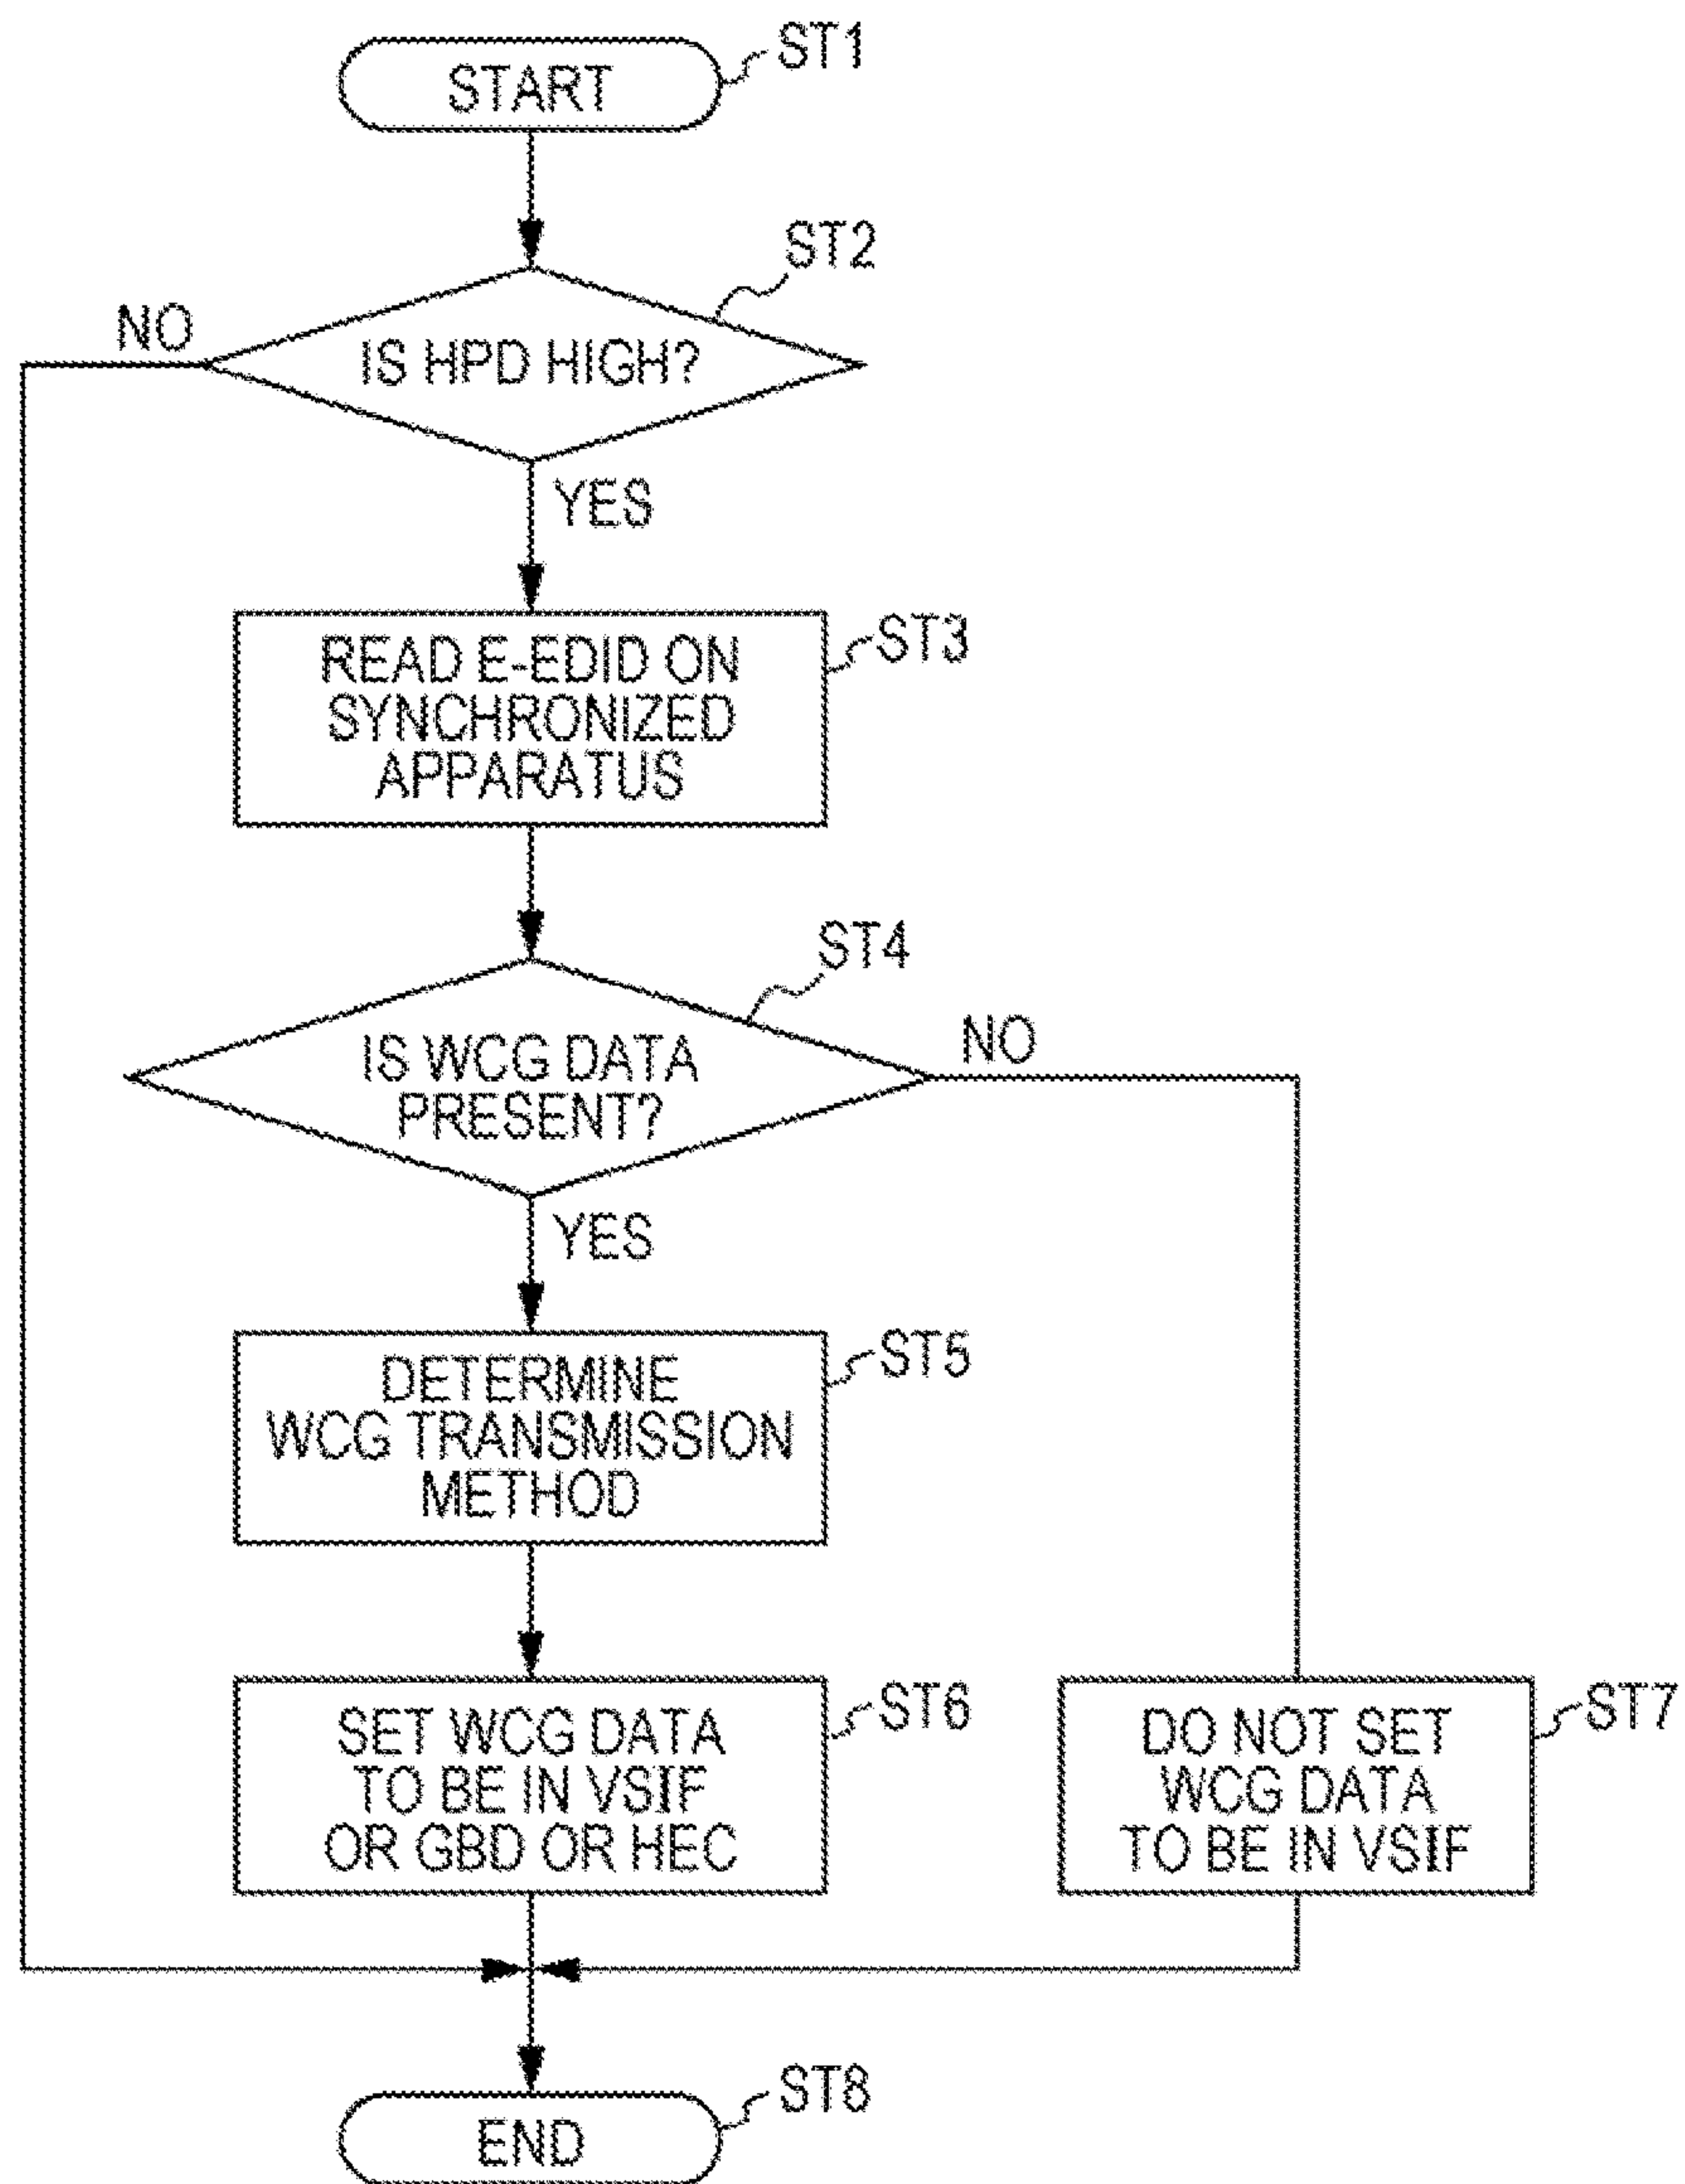 START
ST1
IS HPD HIGH?
ST2
NO
YES
READ E-EDID ON
SYNCHRONIZED
APPARATUS
ST3
IS WCG DATA
PRESENT?
ST4
NO
YES
DETERMINE
WCG TRANSMISSION
METHOD
ST5
SET WCG DATA
TO BE IN VSIF
OR GBD OR HEC
ST6
DO NOT SET
WCG DATA
TO BE IN VSIF
ST7
END
ST8